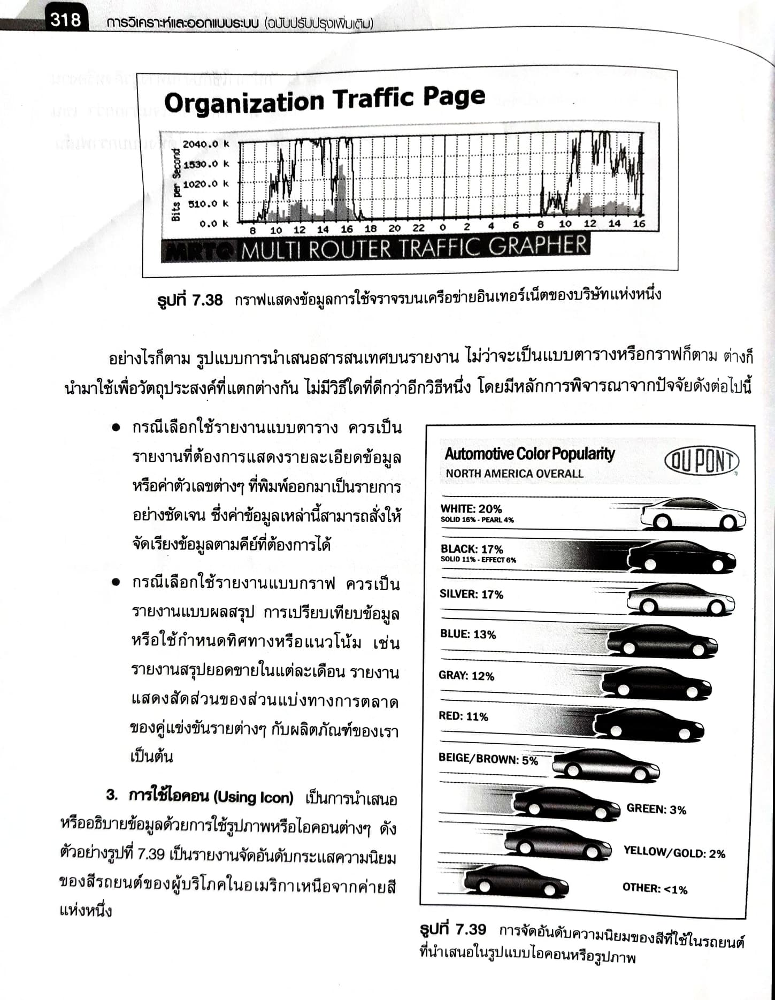 318 การวิเคราะห์และออกแบบระบบ (ฉบับปรับปรุงเพิ่มเติม)
Organization Traffic Page
Bits per Second
2040.0 k
1530.0 k
1020.0 k
510.0 k
0.0 k
8 10 12 14 16 18 20 22 0 2 4 6 8 10 12 14 16
MRTG MULTI ROUTER TRAFFIC GRAPHER
รูปที่ 7.38 กราฟแสดงข้อมูลการใช้จราจรบนเครือข่ายอินเทอร์เน็ตของบริษัทแห่งหนึ่ง
อย่างไรก็ตาม รูปแบบการนำเสนอสารสนเทศบนรายงาน ไม่ว่าจะเป็นแบบตารางหรือกราฟก็ตาม ต่างก็
นำมาใช้เพื่อวัตถุประสงค์ที่แตกต่างกัน ไม่มีวิธีใดที่ดีกว่าอีกวิธีหนึ่ง โดยมีหลักการพิจารณาจากปัจจัยดังต่อไปนี้
● กรณีเลือกใช้รายงานแบบตาราง ควรเป็น
รายงานที่ต้องการแสดงรายละเอียดข้อมูล
หรือค่าตัวเลขต่างๆ ที่พิมพ์ออกมาเป็นรายการ
อย่างชัดเจน ซึ่งค่าข้อมูลเหล่านี้สามารถสั่งให้
จัดเรียงข้อมูลตามคีย์ที่ต้องการได้
● กรณีเลือกใช้รายงานแบบกราฟ ควรเป็น
รายงานแบบผลสรุป การเปรียบเทียบข้อมูล
หรือใช้กำหนดทิศทางหรือแนวโน้ม เช่น
รายงานสรุปยอดขายในแต่ละเดือน รายงาน
แสดงสัดส่วนของส่วนแบ่งทางการตลาด
ของคู่แข่งขันรายต่างๆ กับผลิตภัณฑ์ของเรา
เป็นต้น
3. การใช้ไอคอน (Using Icon) เป็นการนำเสนอ
หรืออธิบายข้อมูลด้วยการใช้รูปภาพหรือไอคอนต่างๆ ดัง
ตัวอย่างรูปที่ 7.39 เป็นรายงานจัดอันดับกระแสความนิยม
ของสีรถยนต์ของผู้บริโภคในอเมริกาเหนือจากค่ายสี
แห่งหนึ่ง
Automotive Color Popularity
NORTH AMERICA OVERALL
DU PONT®
WHITE: 20%
SOLID 16% - PEARL 4%
BLACK: 17%
SOLID 11% - EFFECT 6%
SILVER: 17%
BLUE: 13%
GRAY: 12%
RED: 11%
BEIGE/BROWN: 5%
GREEN: 3%
YELLOW/GOLD: 2%
OTHER: <1%
รูปที่ 7.39 การจัดอันดับความนิยมของสีที่ใช้ในรถยนต์
ที่นำเสนอในรูปแบบไอคอนหรือรูปภาพ